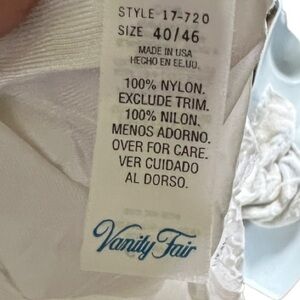 STYLE 17-720
SIZE 40/46
MADE IN USA
HECHO EN EE.UU.
100% NYLON.
EXCLUDE TRIM.
100% NILON.
MENOS ADORNO.
OVER FOR CARE.
VER CUIDADO
AL DORSO.
Vanity Fair